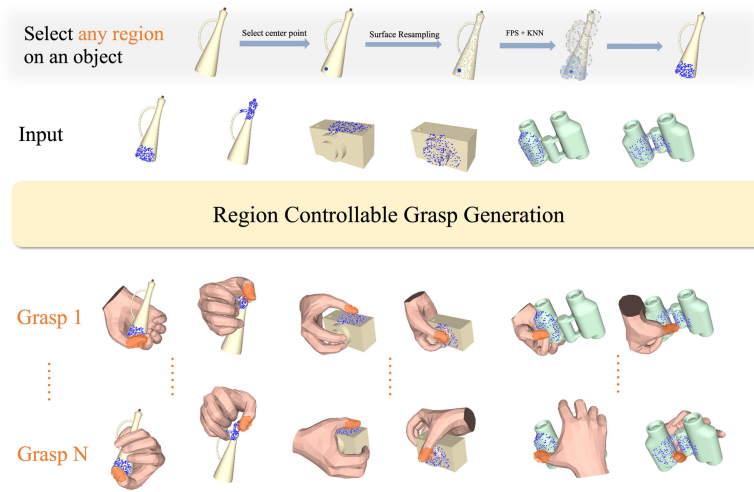 Select any region
on an object
Select center point
Surface Resampling
FPS + KNN
Input
Region Controllable Grasp Generation
Grasp 1
Grasp N